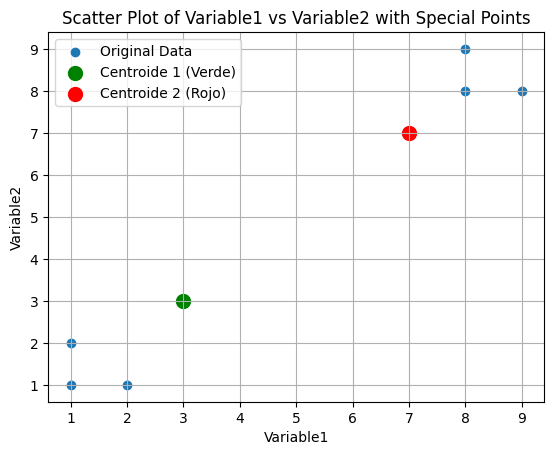 Scatter Plot of Variable1 vs Variable2 with Special Points
Original Data
Centroide 1 (Verde)
Centroide 2 (Rojo)
Variable2
9
8
7
6
5
4
3
2
1
1 2 3 4 5 6 7 8 9
Variable1